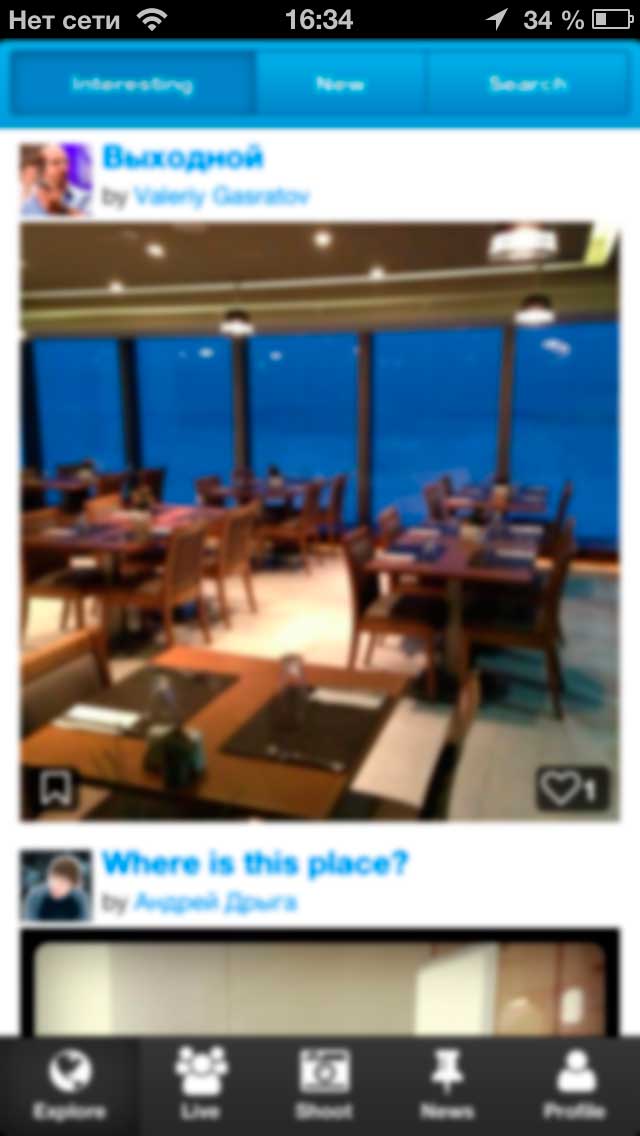 Нет сети 16:34 34 %
Interesting New Search
Выходной
by Valeriy Gasratov
1
Where is this place?
by Андрей Дрыга
Explore Live Shoot News Profile